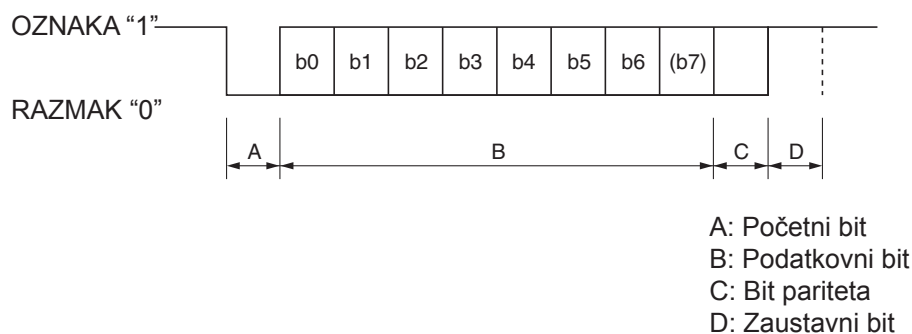 OZNAKA “1”
b0 b1 b2 b3 b4 b5 b6 (b7)
RAZMAK “0”
A B C D
A: Početni bit
B: Podatkovni bit
C: Bit pariteta
D: Zaustavni bit